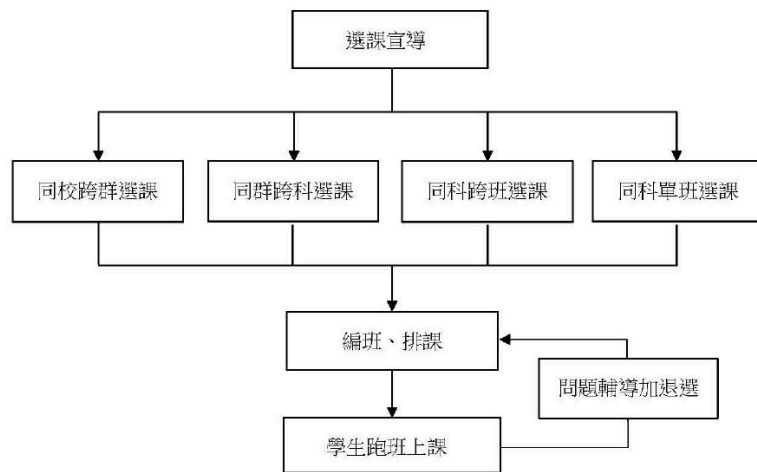 選課宣導
同校跨群選課
同群跨科選課
同科跨班選課
同科單班選課
編班、排課
問題輔導加退選
學生跑班上課